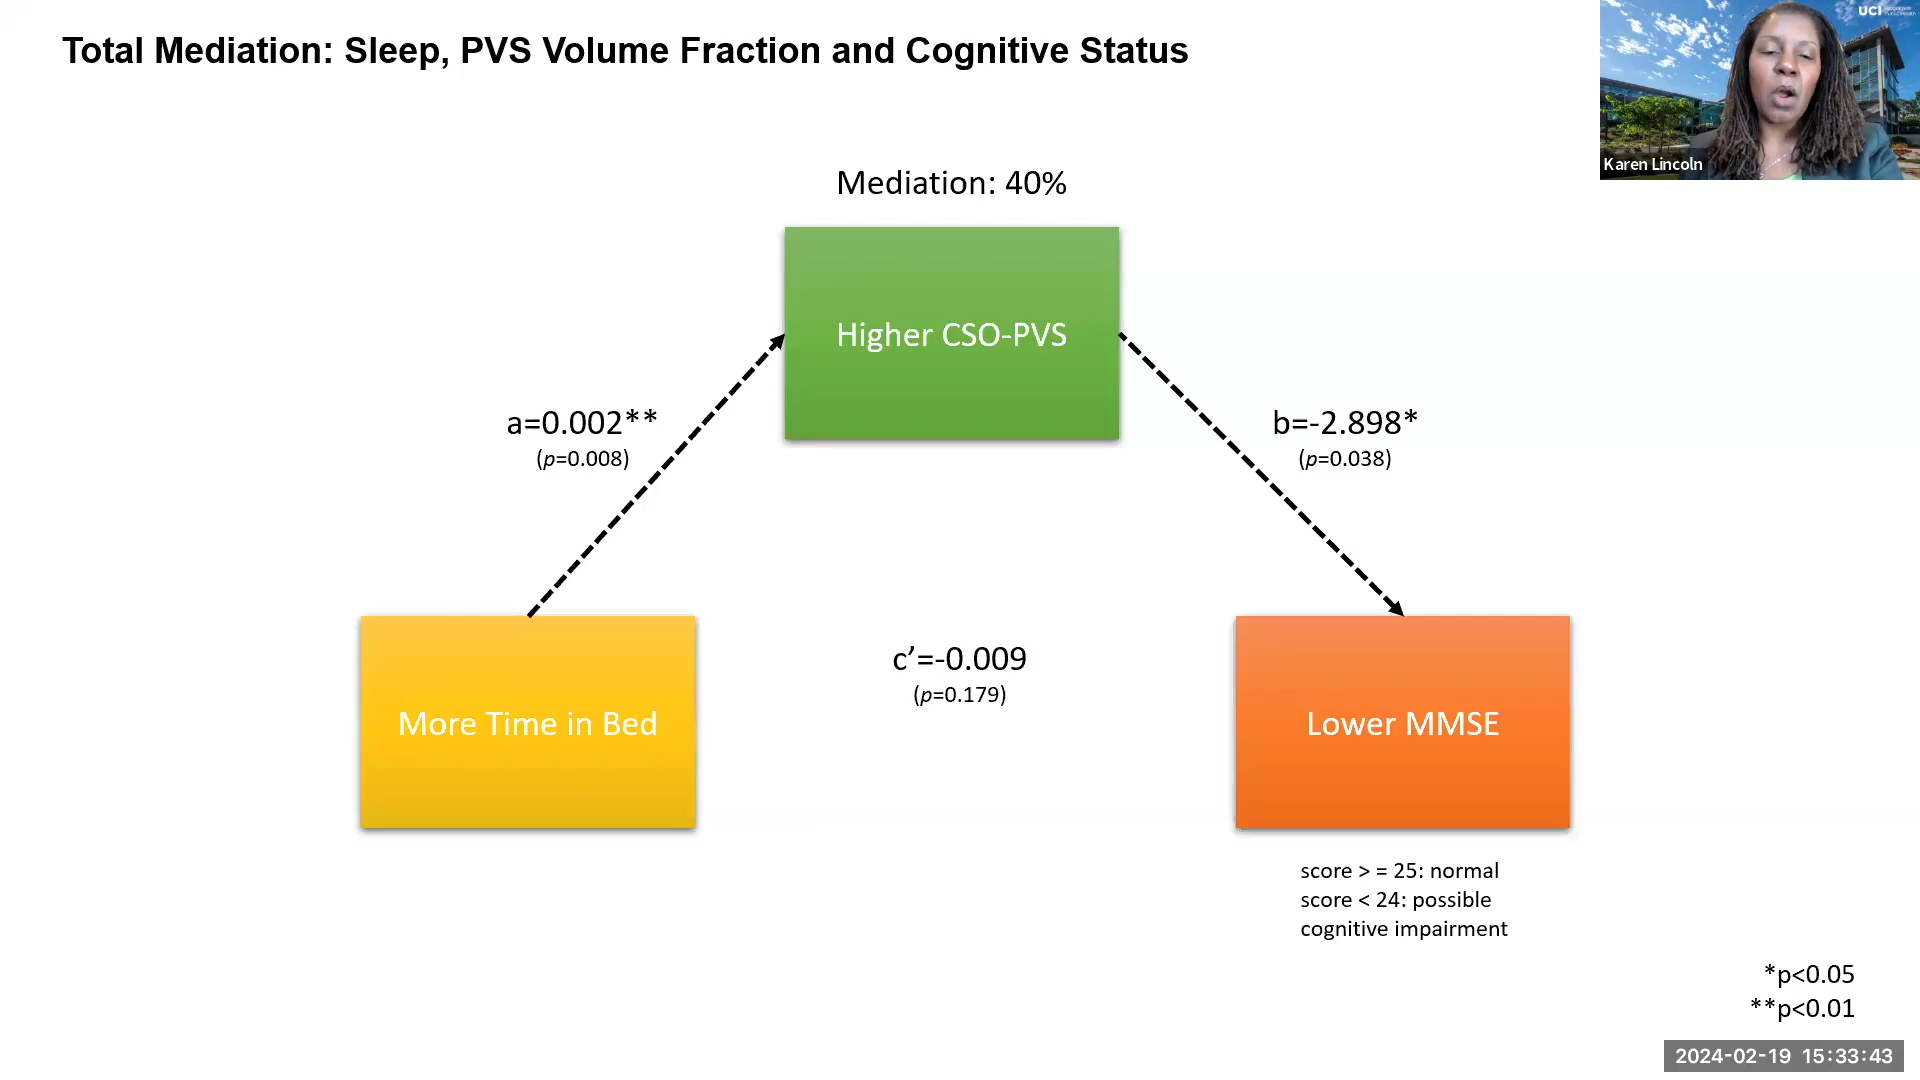 Total Mediation: Sleep, PVS Volume Fraction and Cognitive Status
UCI
Karen Lincoln
Mediation: 40%
Higher CSO-PVS
a=0.002**
(p=0.008)
b=-2.898*
(p=0.038)
c’=-0.009
(p=0.179)
More Time in Bed
Lower MMSE
score > = 25: normal
score < 24: possible
cognitive impairment
*p<0.05
**p<0.01
2024-02-19 15:33:43